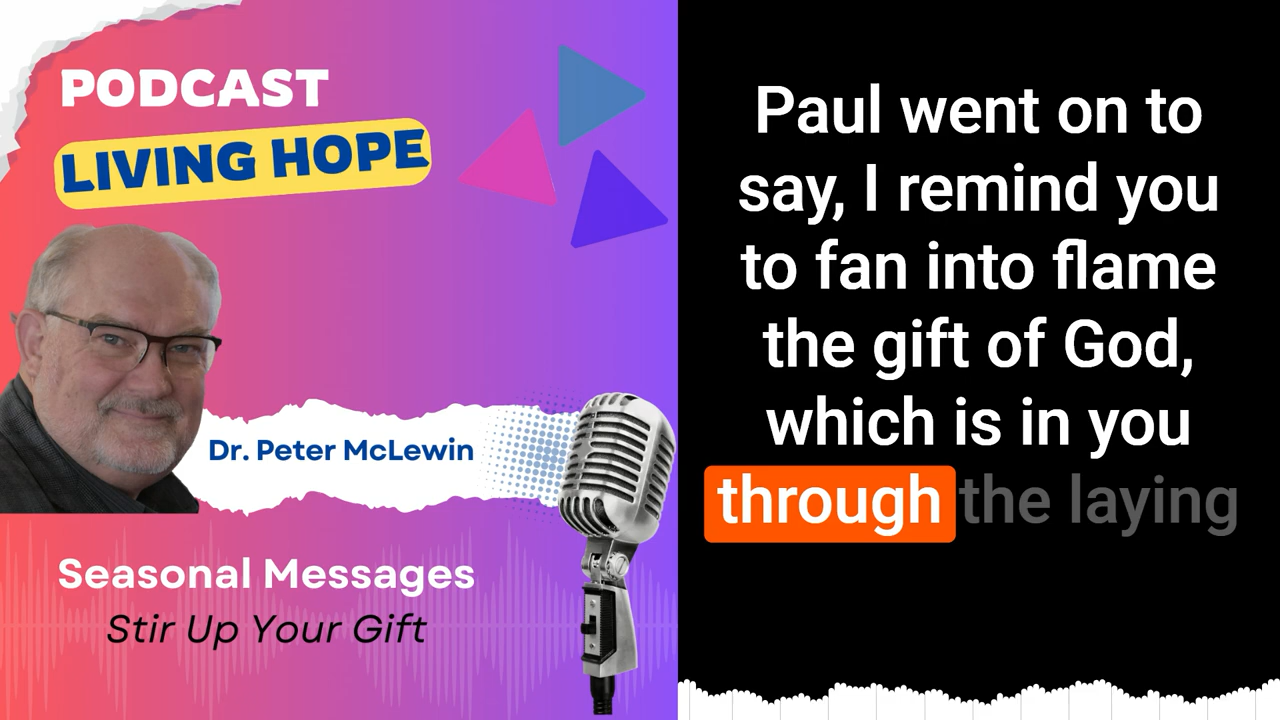 PODCAST
LIVING HOPE
Dr. Peter McLewin
Seasonal Messages
Stir Up Your Gift
Paul went on to
say, I remind you
to fan into flame
the gift of God,
which is in you
through the laying